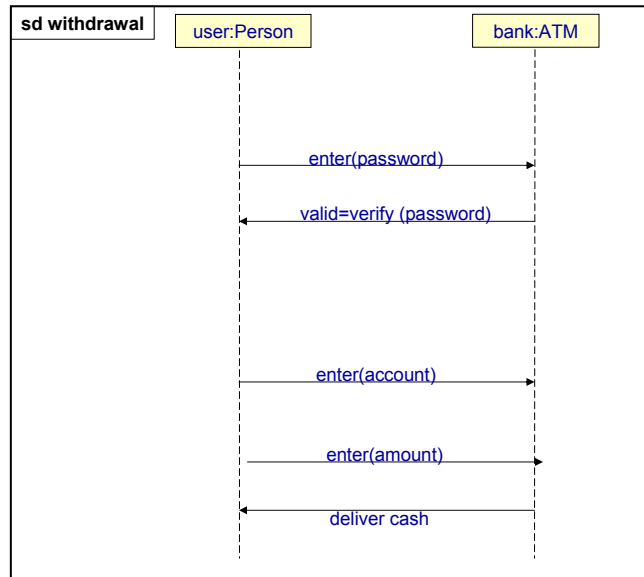 sd withdrawal
user:Person
bank:ATM
enter(password)
valid=verify (password)
enter(account)
enter(amount)
deliver cash